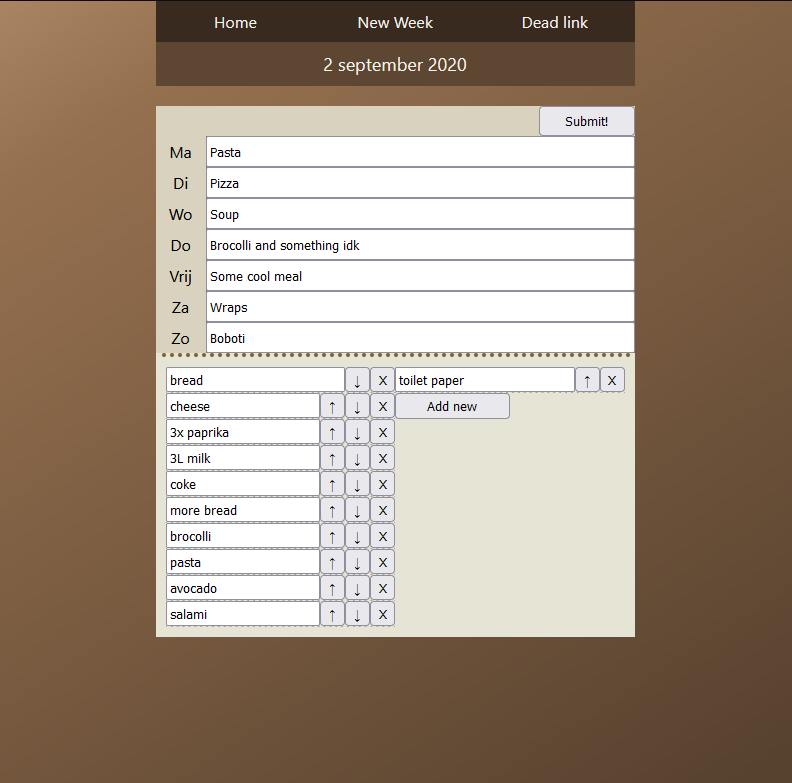 Home New Week Dead link
2 september 2020
Submit!
Ma Pasta
Di Pizza
Wo Soup
Do Brocolli and something idk
Vrij Some cool meal
Za Wraps
Zo Boboti
bread ↓ X toilet paper ↑ X
cheese ↑ ↓ X Add new
3x paprika ↑ ↓ X
3L milk ↑ ↓ X
coke ↑ ↓ X
more bread ↑ ↓ X
brocolli ↑ ↓ X
pasta ↑ ↓ X
avocado ↑ ↓ X
salami ↑ ↓ X